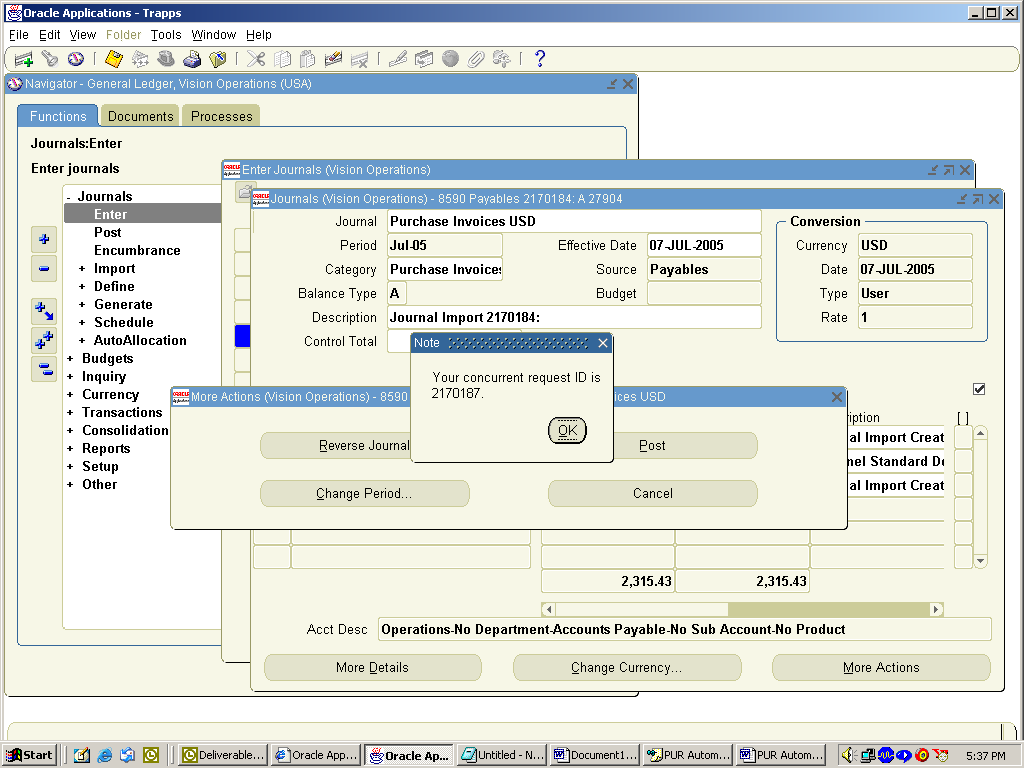 Oracle Applications - Trapps
File Edit View Folder Tools Window Help
Navigator - General Ledger, Vision Operations (USA)
Functions Documents Processes
Journals:Enter
Enter journals
- Journals
Enter
Post
Encumbrance
+ Import
+ Define
+ Generate
+ Schedule
+ AutoAllocation
+ Budgets
+ Inquiry
+ Currency
+ Transactions
+ Consolidation
+ Reports
+ Setup
+ Other
Enter Journals (Vision Operations)
Journals (Vision Operations) - 8590 Payables 2170184: A 27904
Journal Purchase Invoices USD
Period Jul-05 Effective Date 07-JUL-2005
Category Purchase Invoices Source Payables
Balance Type A Budget
Description Journal Import 2170184:
Control Total
Conversion
Currency USD
Date 07-JUL-2005
Type User
Rate 1
Note
Your concurrent request ID is
2170187.
OK
More Actions (Vision Operations) - 8590 ices USD
Reverse Journal Post
Change Period... Cancel
ription [ ]
al Import Creat
nel Standard De
al Import Creat
2,315.43 2,315.43
Acct Desc Operations-No Department-Accounts Payable-No Sub Account-No Product
More Details Change Currency... More Actions
Start Deliverable... Oracle App... Oracle Ap... Untitled - N... Document1... PUR Autom... PUR Autom... 5:37 PM